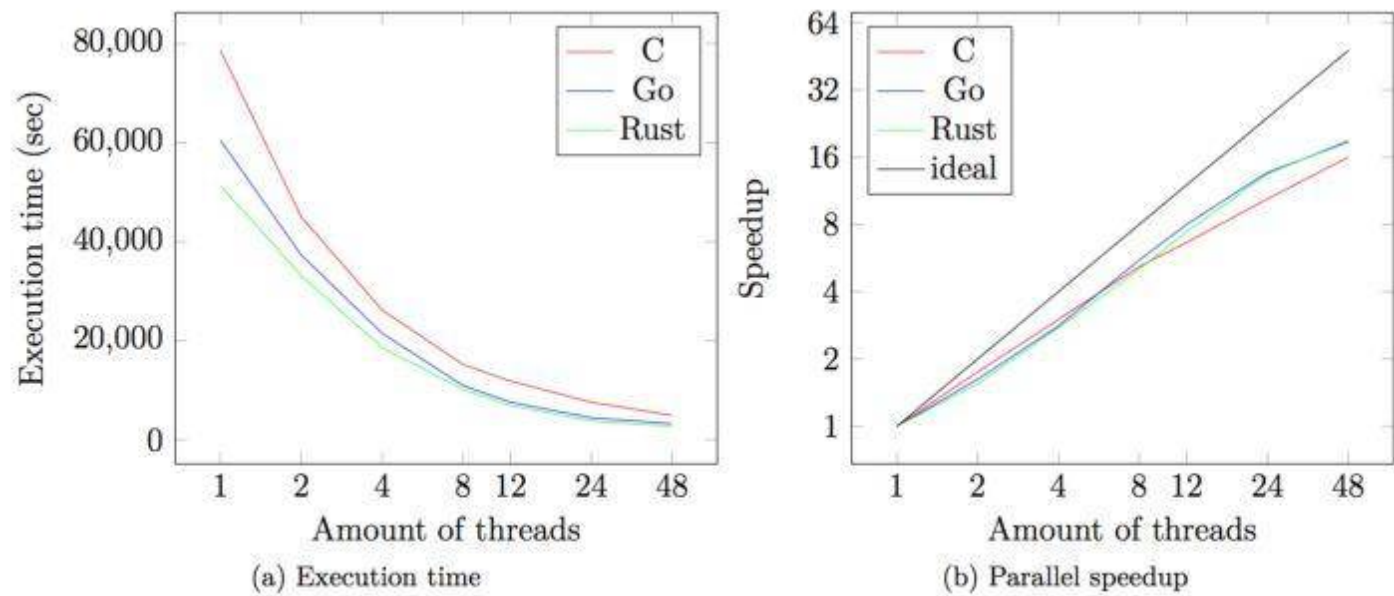 80,000
60,000
40,000
20,000
0
Execution time (sec)
C
Go
Rust
1 2 4 8 12 24 48
Amount of threads
(a) Execution time
64
32
16
8
4
2
1
Speedup
C
Go
Rust
ideal
1 2 4 8 12 24 48
Amount of threads
(b) Parallel speedup